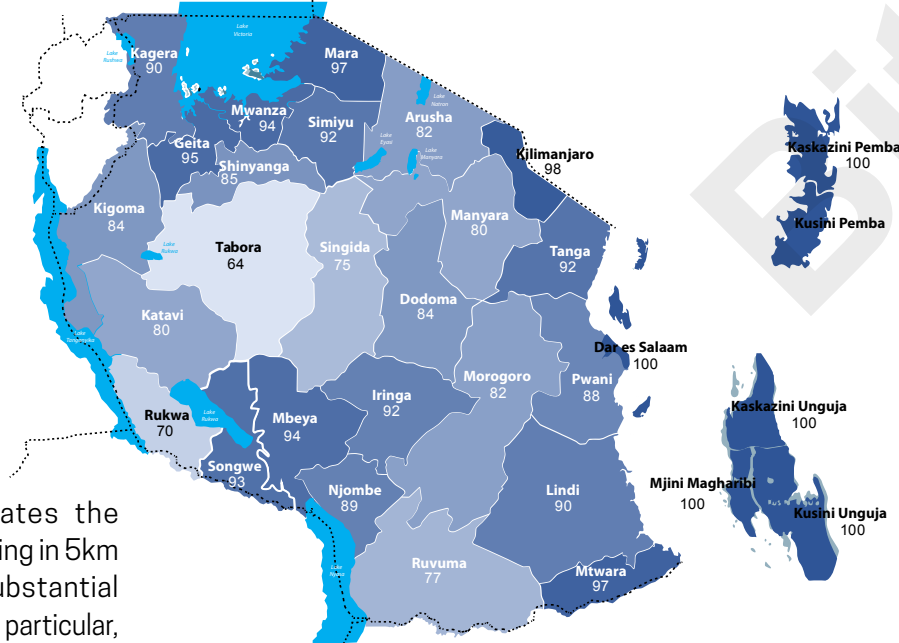 Lake
Victoria
Lake
Rushwa
Kagera
90
Mara
97
Mwanza
94
Simiyu
92
Lake
Natron
Arusha
82
Lake
Eyasi
Lake
Manyara
Geita
95
Shinyanga
85
Kilimanjaro
98
Kigoma
84
Lake
Rukwa
Tabora
64
Singida
75
Manyara
80
Tanga
92
Dodoma
84
Katavi
80
Lake
Tanganyika
Dar es Salaam
100
Morogoro
82
Pwani
88
Iringa
92
Rukwa
70
Lake
Rukwa
Mbeya
94
Songwe
93
Njombe
89
Lindi
90
Lake
Nyasa
Ruvuma
77
Mtwara
97
Kaskazini Pemba
100
Kusini Pemba
Kaskazini Unguja
100
Mjini Magharibi
100
Kusini Unguja
100
ates the
ing in 5km
ubstantial
particular,
Bi